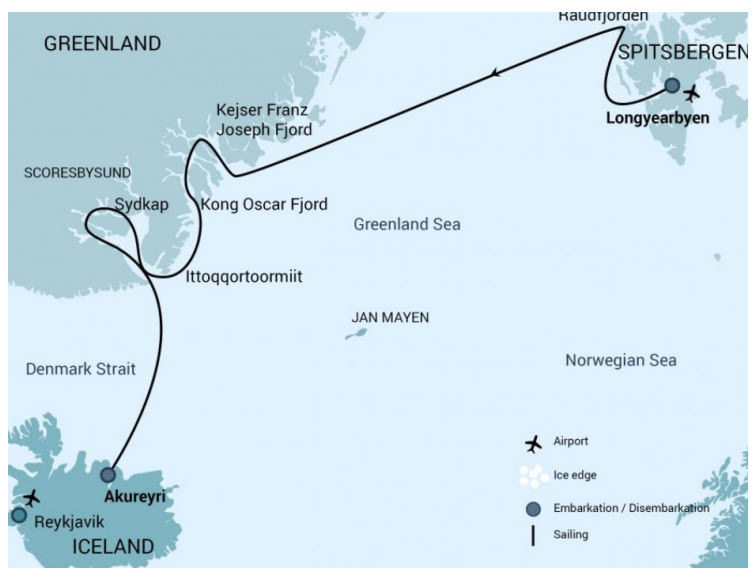 Raudfjorden
GREENLAND
SPITSBERGEN
Longyearbyen
Kejser Franz
Joseph Fjord
SCORESBYSUND
Sydkap
Kong Oscar Fjord
Greenland Sea
Ittoqqortoormiit
JAN MAYEN
Denmark Strait
Norwegian Sea
Airport
Ice edge
Akureyri
Embarkation / Disembarkation
Reykjavik
Sailing
ICELAND